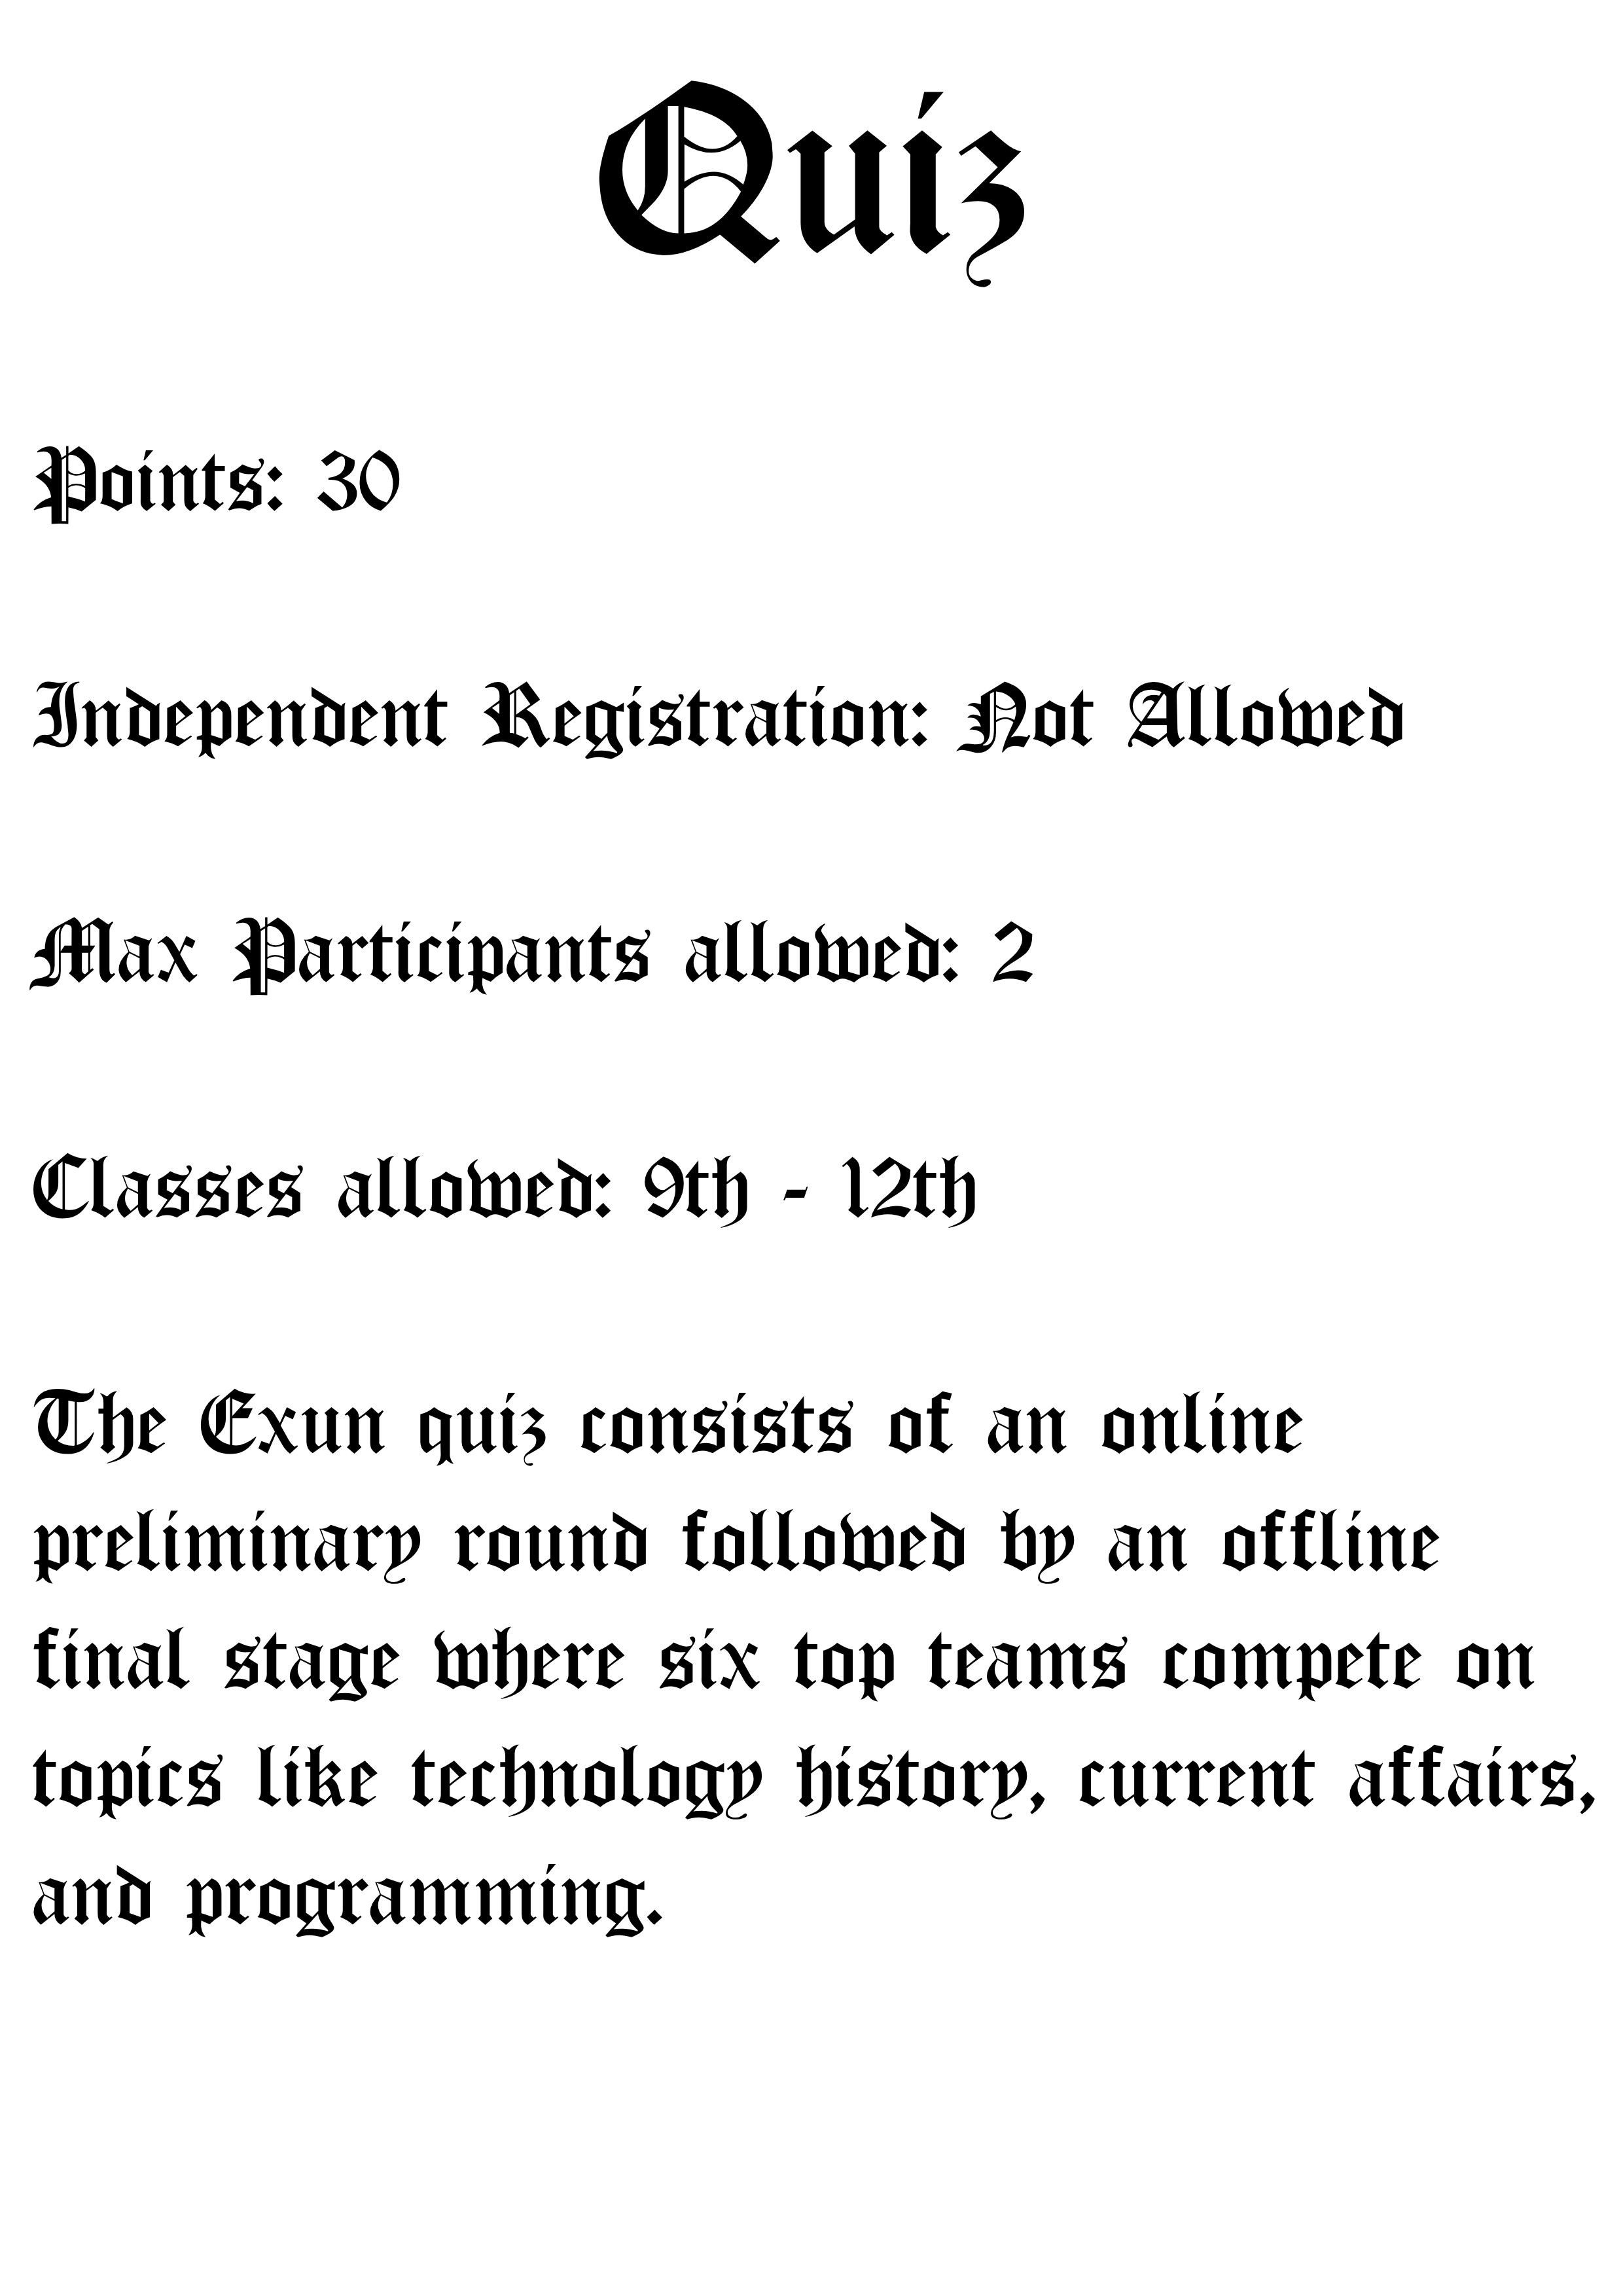 Quiz
Points: 30
Independent Registration: Not Allowed
Max Participants allowed: 2
Classes allowed: 9th - 12th
The Exun quiz consists of an online
preliminary round followed by an offline
final stage where six top teams compete on
topics like technology history, current affairs,
and programming.